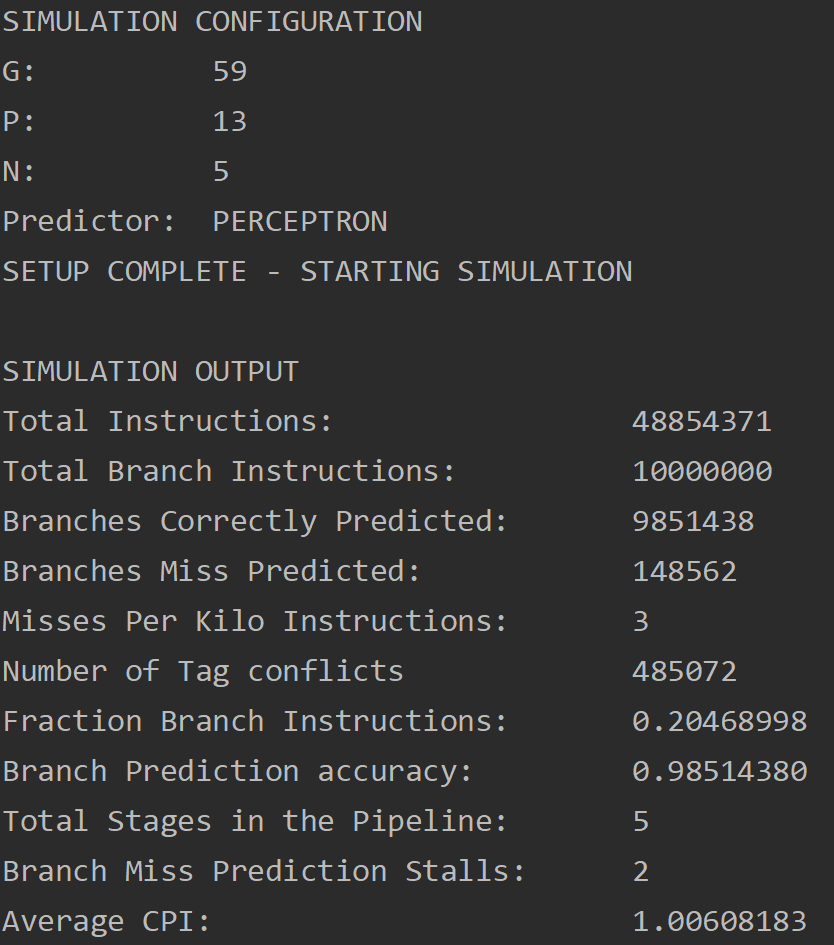 SIMULATION CONFIGURATION
G: 59
P: 13
N: 5
Predictor: PERCEPTRON
SETUP COMPLETE - STARTING SIMULATION
SIMULATION OUTPUT
Total Instructions: 48854371
Total Branch Instructions: 10000000
Branches Correctly Predicted: 9851438
Branches Miss Predicted: 148562
Misses Per Kilo Instructions: 3
Number of Tag conflicts 485072
Fraction Branch Instructions: 0.20468998
Branch Prediction accuracy: 0.98514380
Total Stages in the Pipeline: 5
Branch Miss Prediction Stalls: 2
Average CPI: 1.00608183